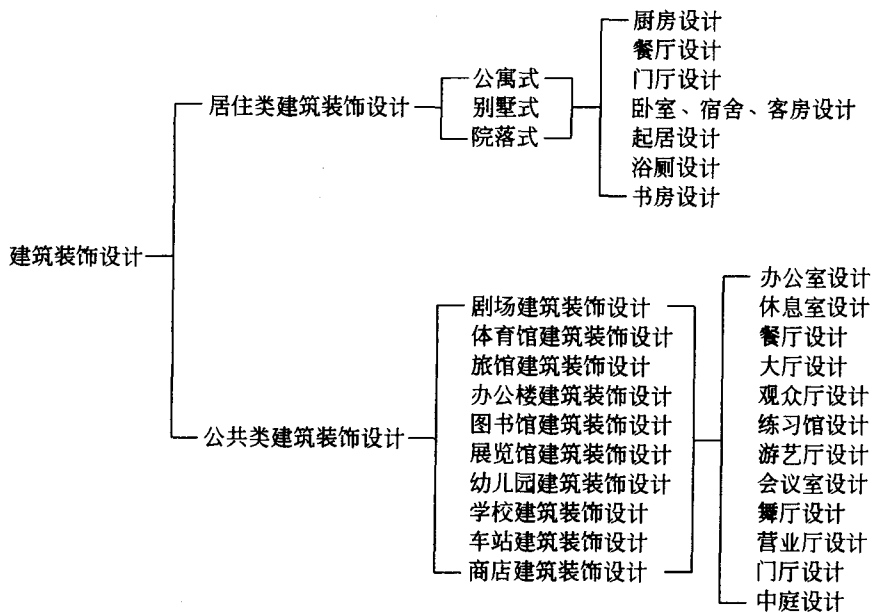 建筑装饰设计
居住类建筑装饰设计
公寓式
别墅式
院落式
厨房设计
餐厅设计
门厅设计
卧室、宿舍、客房设计
起居设计
浴厕设计
书房设计
公共类建筑装饰设计
剧场建筑装饰设计
体育馆建筑装饰设计
旅馆建筑装饰设计
办公楼建筑装饰设计
图书馆建筑装饰设计
展览馆建筑装饰设计
幼儿园建筑装饰设计
学校建筑装饰设计
车站建筑装饰设计
商店建筑装饰设计
办公室设计
休息室设计
餐厅设计
大厅设计
观众厅设计
练习馆设计
游艺厅设计
会议室设计
舞厅设计
营业厅设计
门厅设计
中庭设计